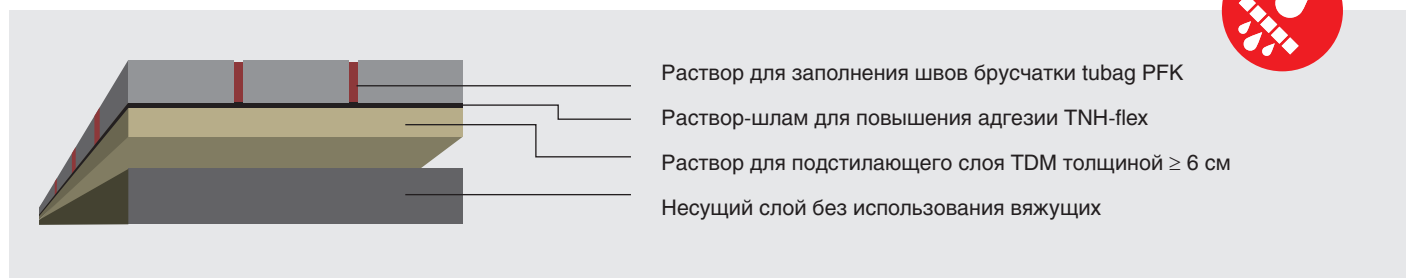 Раствор для заполнения швов брусчатки tubag PFK
Раствор-шлам для повышения адгезии TNH-flex
Раствор для подстилающего слоя TDM толщиной ≥ 6 см
Несущий слой без использования вяжущих